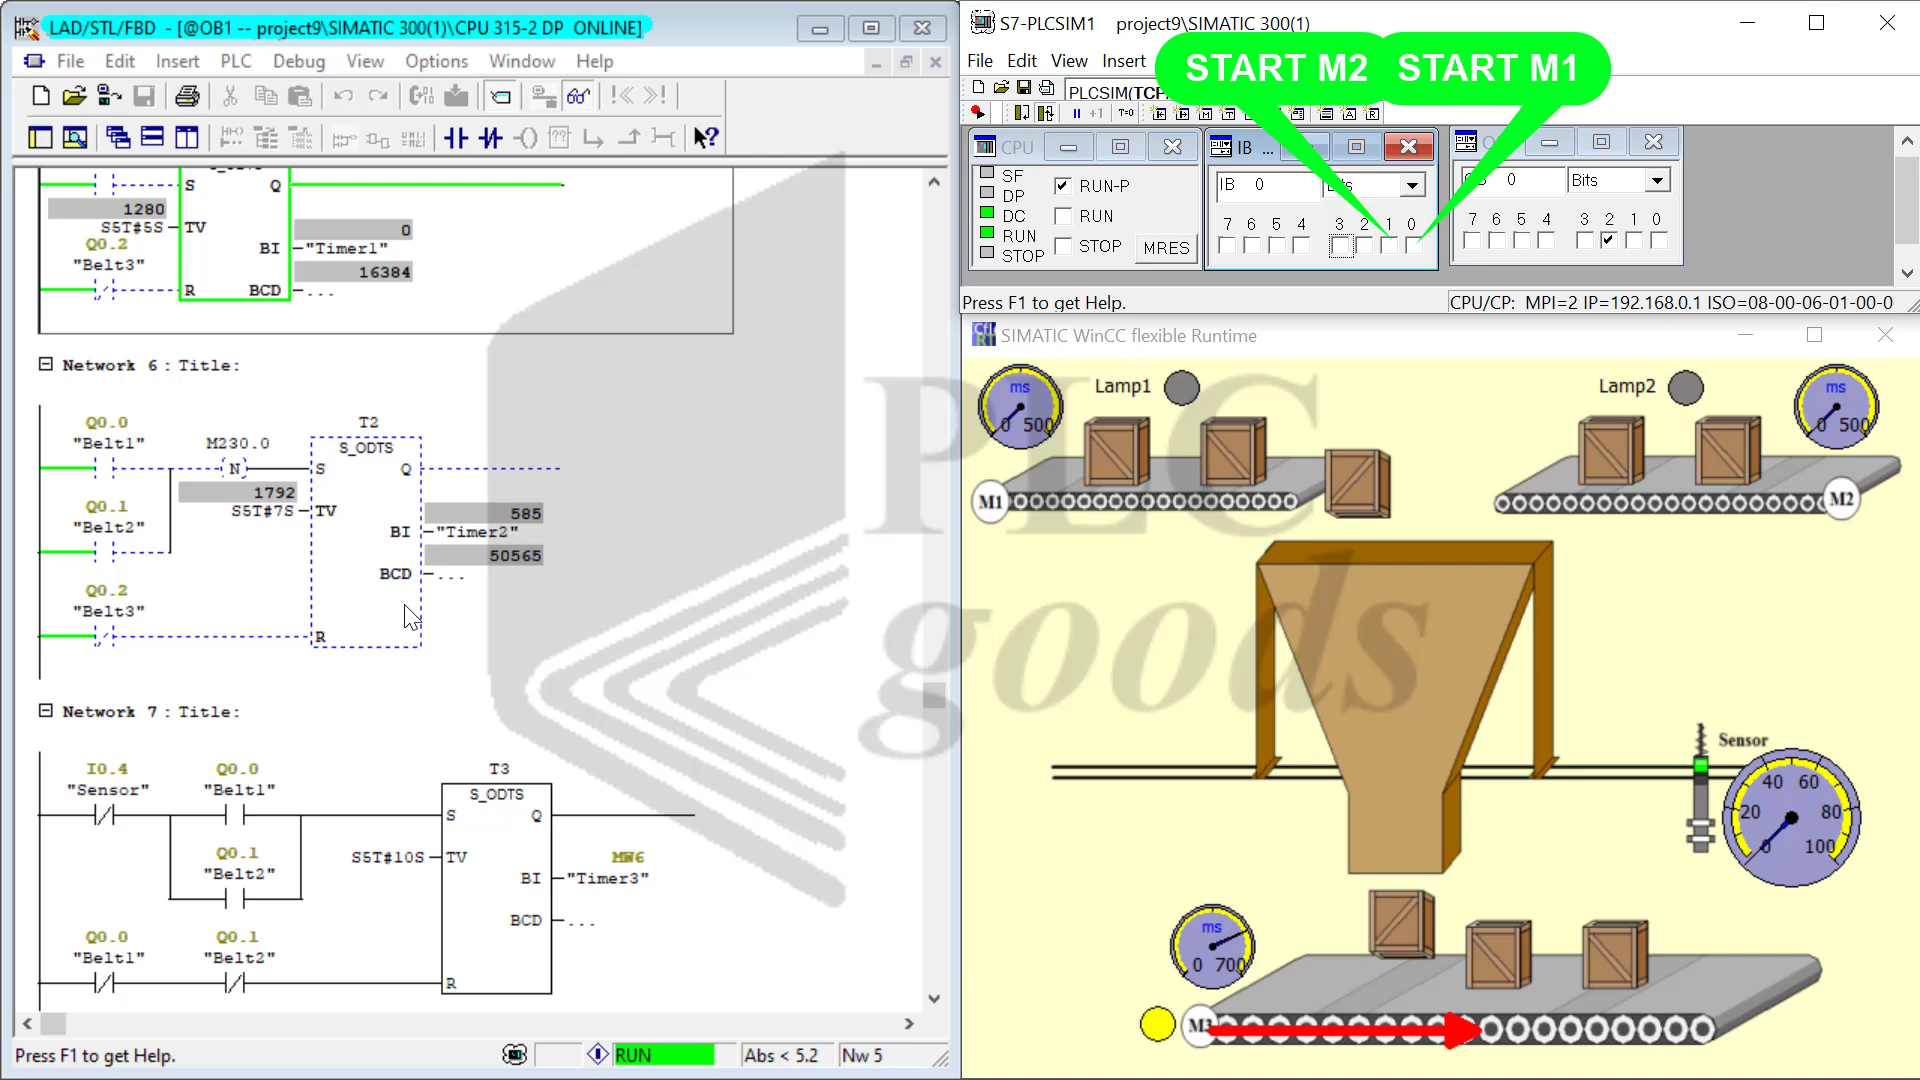 LAD/STL/FBD - [@OB1 -- project9\SIMATIC 300(1)\CPU 315-2 DP ONLINE]
File Edit Insert PLC Debug View Options Window Help
S Q
1280
S5T#5S TV
0
Q0.2
"Belt3"
BI "Timer1"
16384
R BCD ...
Network 6 : Title:
Q0.0
"Belt1"
M230.0
N
T2
S_ODTS
S Q
1792
S5T#7S TV
585
Q0.1
"Belt2"
BI "Timer2"
50565
BCD ...
Q0.2
"Belt3"
R
Network 7 : Title:
I0.4
"Sensor"
Q0.0
"Belt1"
T3
S_ODTS
S Q
Q0.1
"Belt2"
S5T#10S TV
MW6
BI "Timer3"
BCD ...
Q0.0
"Belt1"
Q0.1
"Belt2"
R
Press F1 to get Help.
RUN
Abs < 5.2
Nw 5
S7-PLCSIM1 project9\SIMATIC 300(1)
File Edit View Insert
START M2 START M1
PLCSIM(TCP
+1
T=0
CPU
SF
DP
DC
RUN
STOP
RUN-P
RUN
STOP
MRES
IB ...
IB 0
7 6 5 4 3 2 1 0
0 Bits
7 6 5 4 3 2 1 0
Press F1 to get Help.
CPU/CP: MPI=2 IP=192.168.0.1 ISO=08-00-06-01-00-0
SIMATIC WinCC flexible Runtime
ms
0 500
Lamp1
Lamp2
ms
0 500
M1
M2
PLC
goods
Sensor
0 20 40 60 80 100
ms
0 700
M3